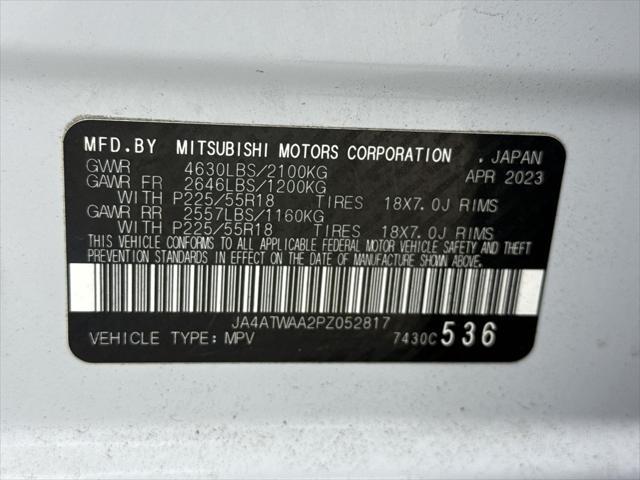 MFD.BY MITSUBISHI MOTORS CORPORATION , JAPAN
GVWR 4630LBS/2100KG APR 2023
GAWR FR 2646LBS/1200KG
WITH P225/55R18 TIRES 18X7.0J RIMS
GAWR RR 2557LBS/1160KG
WITH P225/55R18 TIRES 18X7.0J RIMS
THIS VEHICLE CONFORMS TO ALL APPLICABLE FEDERAL MOTOR VEHICLE SAFETY AND THEFT
PREVENTION STANDARDS IN EFFECT ON THE DATE OF MANUFACTURE SHOWN ABOVE.
JA4ATWAA2PZ052817
VEHICLE TYPE: MPV 7430C 536